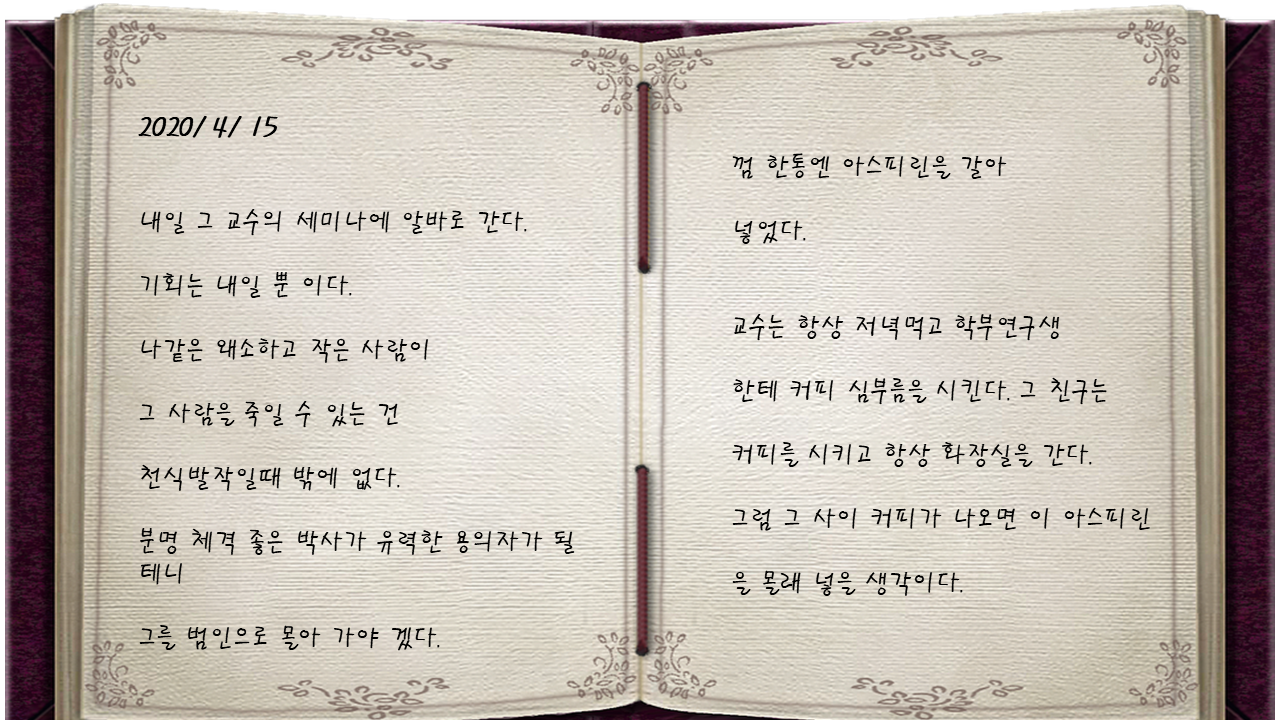 2020/ 4/ 15
내일 그 교수의 세미나에 알바로 간다.
기회는 내일 뿐 이다.
나같은 왜소하고 작은 사람이
그 사람을 죽일 수 있는 건
천식발작일때 밖에 없다.
분명 체격 좋은 박사가 유력한 용의자가 될
테니
그를 범인으로 몰아 가야 겠다.
껌 한통엔 아스피린을 갈아
넣었다.
교수는 항상 저녁먹고 학부연구생
한테 커피 심부름을 시킨다. 그 친구는
커피를 시키고 항상 화장실을 간다.
그럼 그 사이 커피가 나오면 이 아스피린
을 몰래 넣을 생각이다.